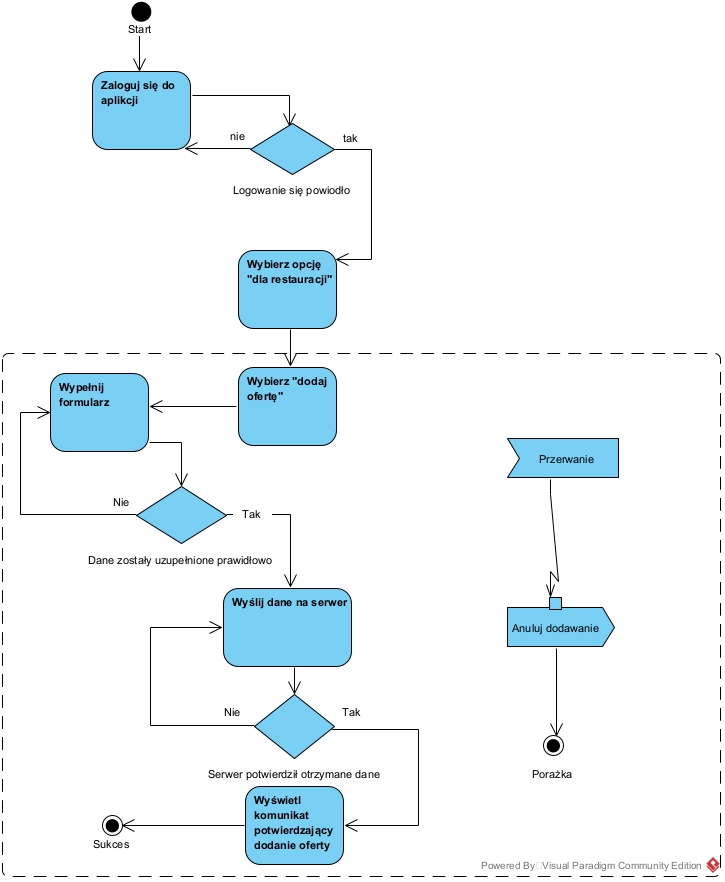 Start
Zaloguj się do
aplikcji
nie
tak
Logowanie się powiodło
Wybierz opcję
"dla restauracji"
Wybierz "dodaj
ofertę"
Wypełnij
formularz
Przerwanie
Nie
Tak
Dane zostały uzupełnione prawidłowo
Wyślij dane na serwer
Anuluj dodawanie
Nie
Tak
Serwer potwierdził otrzymane dane
Porażka
Wyświetl
komunikat
potwierdzający
dodanie oferty
Sukces
Powered By Visual Paradigm Community Edition